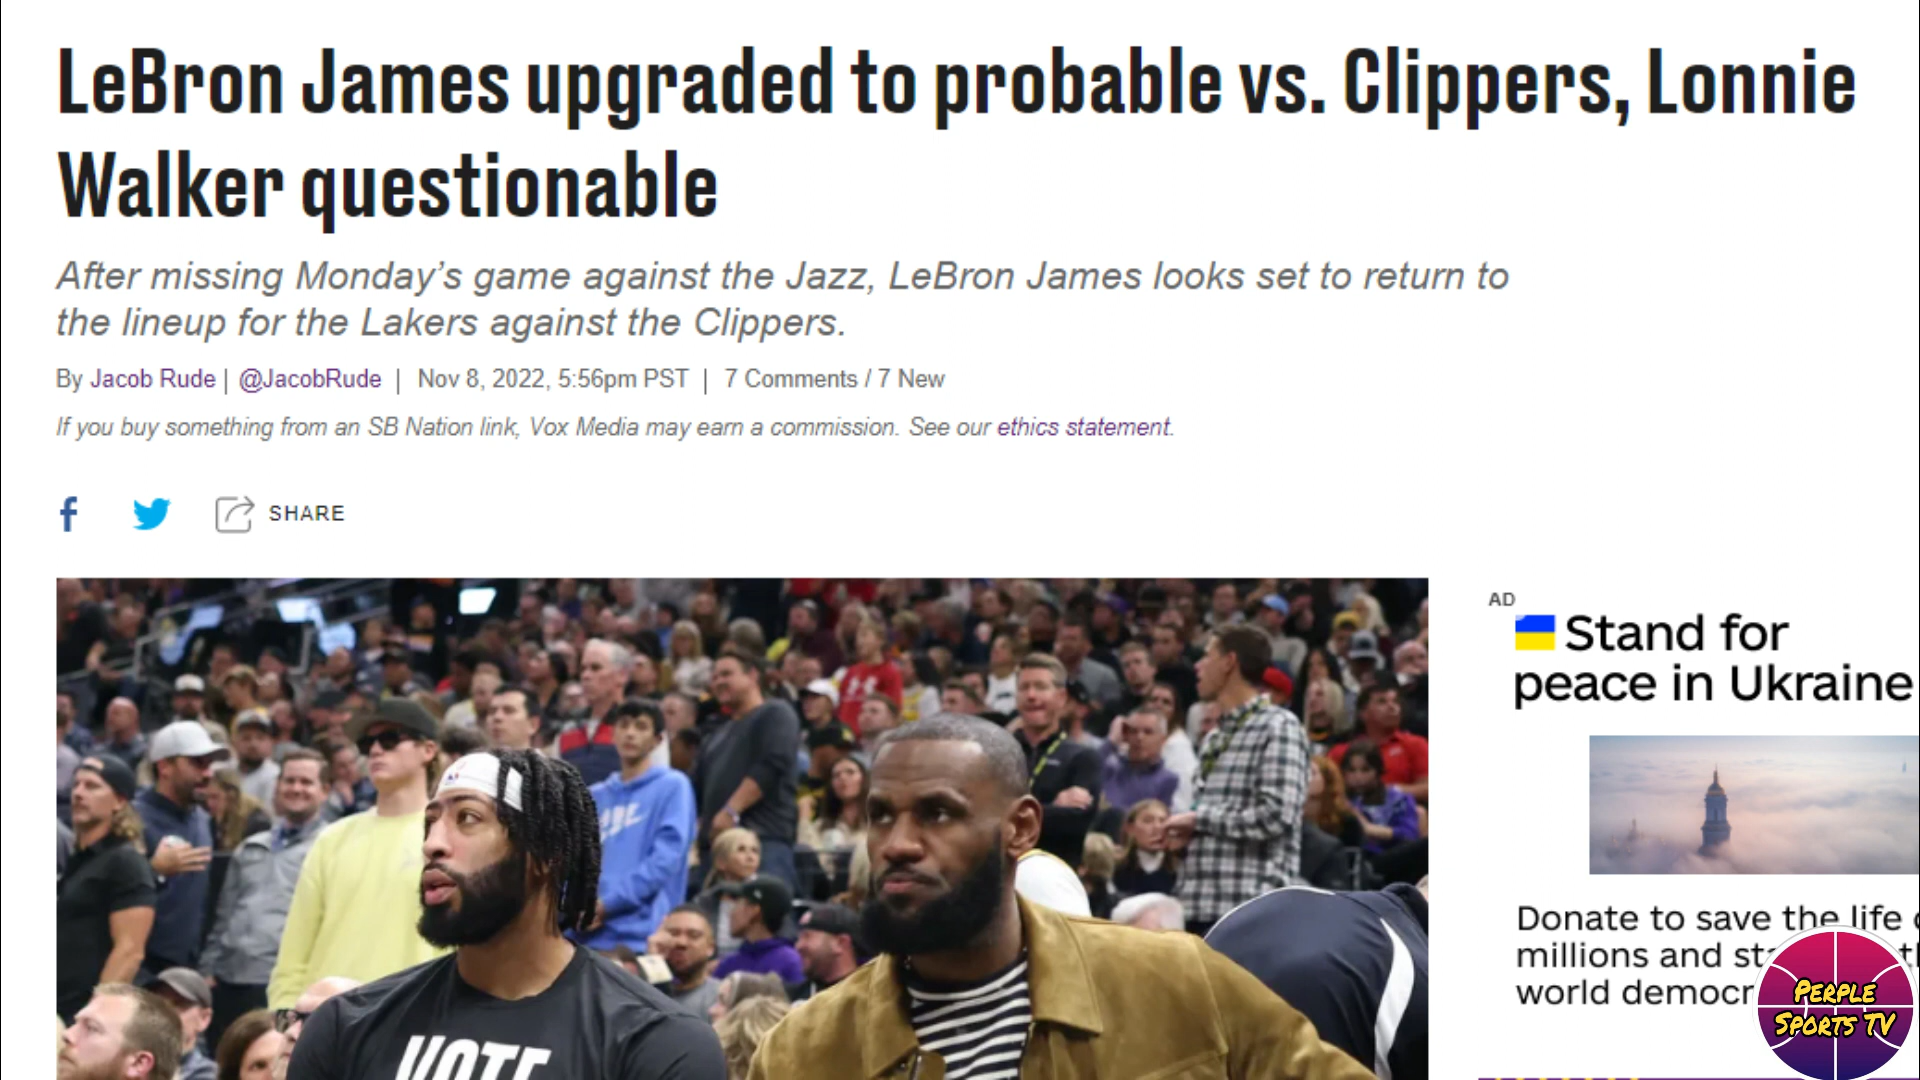 LeBron James upgraded to probable vs. Clippers, Lonnie
Walker questionable
After missing Monday’s game against the Jazz, LeBron James looks set to return to
the lineup for the Lakers against the Clippers.
By Jacob Rude | @JacobRude | Nov 8, 2022, 5:56pm PST | 7 Comments / 7 New
If you buy something from an SB Nation link, Vox Media may earn a commission. See our ethics statement.
SHARE
AD
Stand for
peace in Ukraine
Donate to save the life
millions and
world
PERPLE
SPORTS TV
VOTE